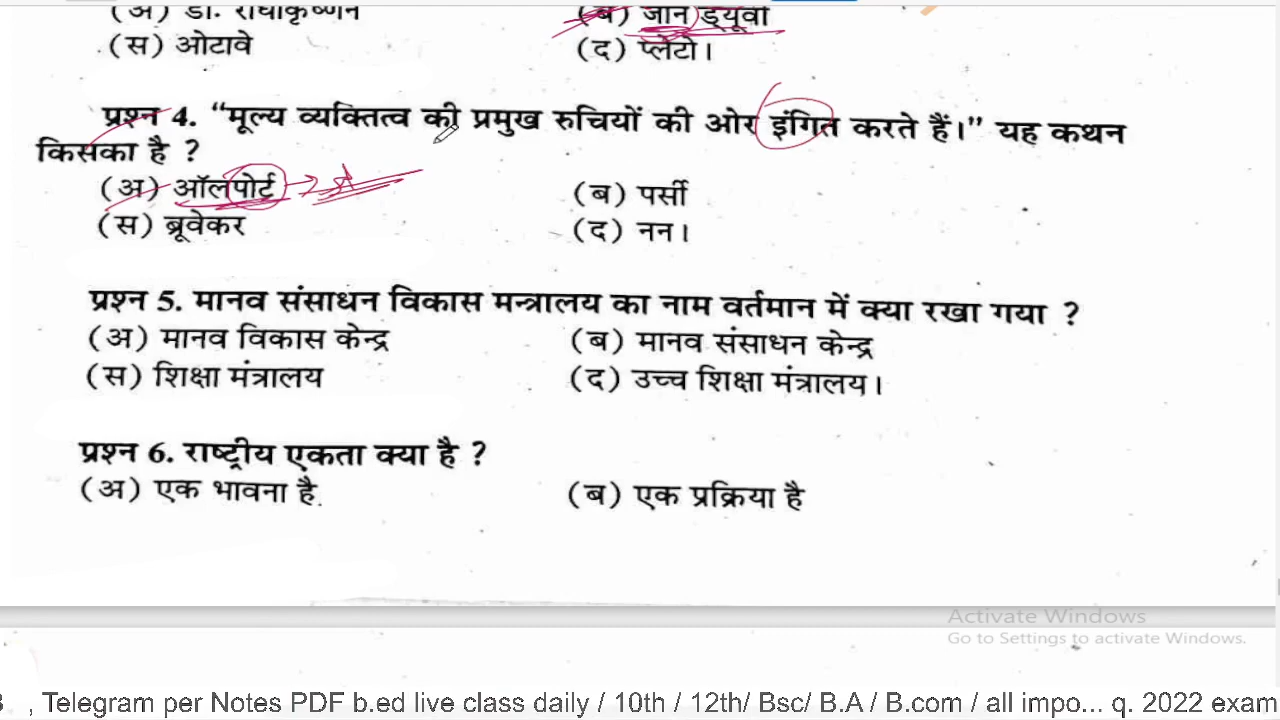 (अ) डॉ. राधाकृष्णन (ब) जान ड्यूवी
(स) ओटावे (द) प्लेटो।
प्रश्न 4. “मूल्य व्यक्तित्व की प्रमुख रुचियों की ओर इंगित करते हैं।” यह कथन
किसका है ?
(अ) ऑलपोर्ट (ब) पर्सी
(स) ब्रूवेकर (द) नन।
प्रश्न 5. मानव संसाधन विकास मन्त्रालय का नाम वर्तमान में क्या रखा गया ?
(अ) मानव विकास केन्द्र (ब) मानव संसाधन केन्द्र
(स) शिक्षा मंत्रालय (द) उच्च शिक्षा मंत्रालय।
प्रश्न 6. राष्ट्रीय एकता क्या है ?
(अ) एक भावना है (ब) एक प्रक्रिया है
Activate Windows
Go to Settings to activate Windows.
, Telegram per Notes PDF b.ed live class daily / 10th / 12th/ Bsc/ B.A / B.com / all impo... q. 2022 exam